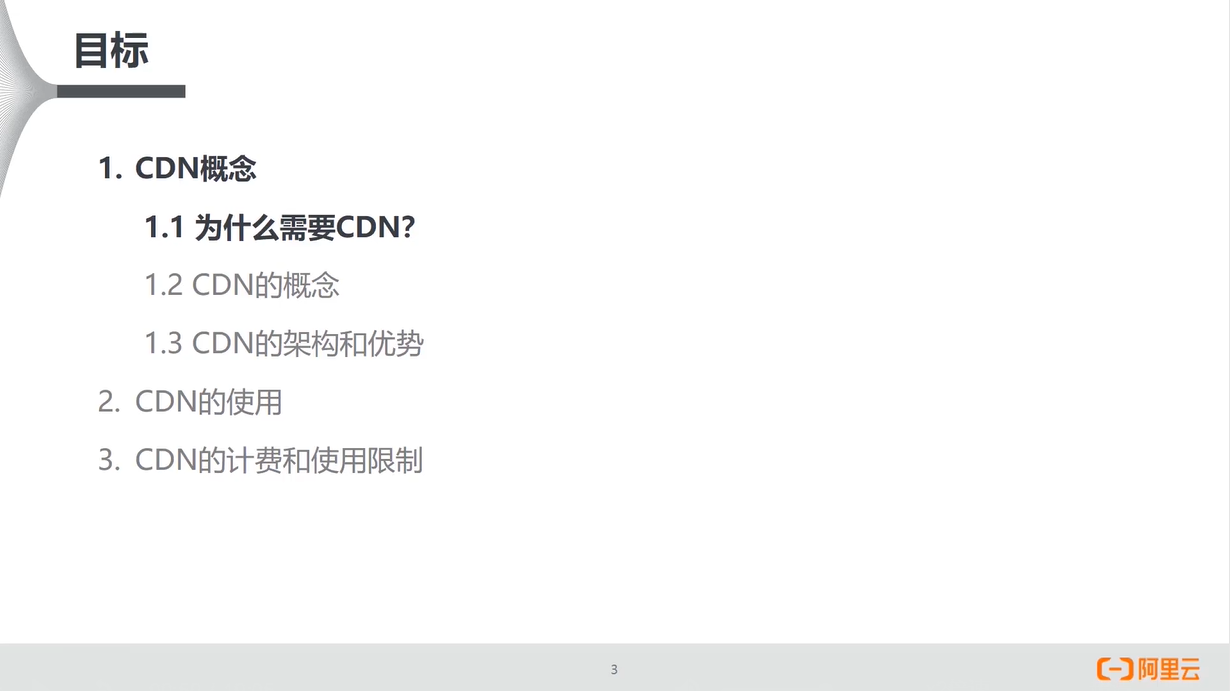 目标
1. CDN概念
1.1 为什么需要CDN?
1.2 CDN的概念
1.3 CDN的架构和优势
2. CDN的使用
3. CDN的计费和使用限制
3
阿里云